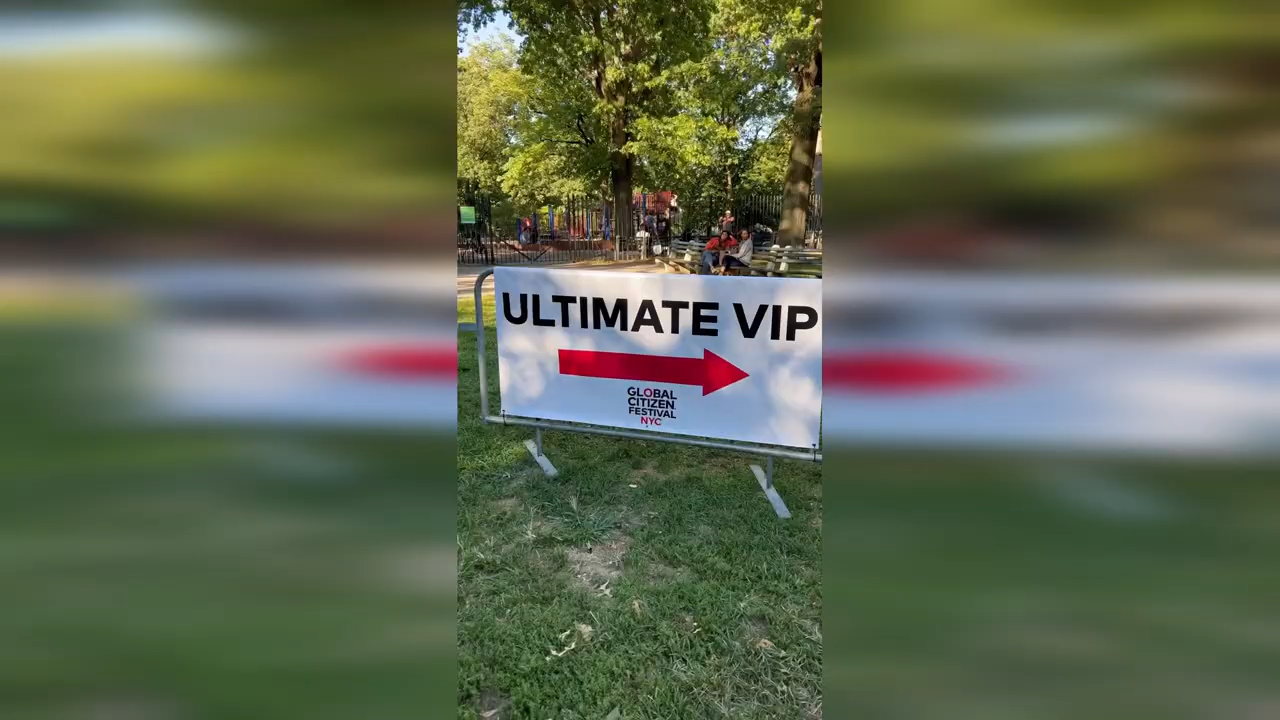 ULTIMATE VIP
GLOBAL
CITIZEN
FESTIVAL
NYC